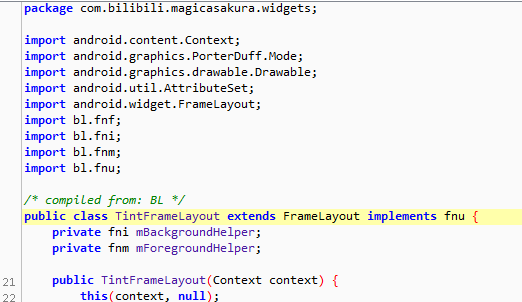 package com.bilibili.magicasakura.widgets;
import android.content.Context;
import android.graphics.PorterDuff.Mode;
import android.graphics.drawable.Drawable;
import android.util.AttributeSet;
import android.widget.FrameLayout;
import bl.fnf;
import bl.fni;
import bl.fnm;
import bl.fnu;
/* compiled from: BL */
public class TintFrameLayout extends FrameLayout implements fnu {
private fni mBackgroundHelper;
private fnm mForegroundHelper;
21 public TintFrameLayout(Context context) {
22 this(context, null);